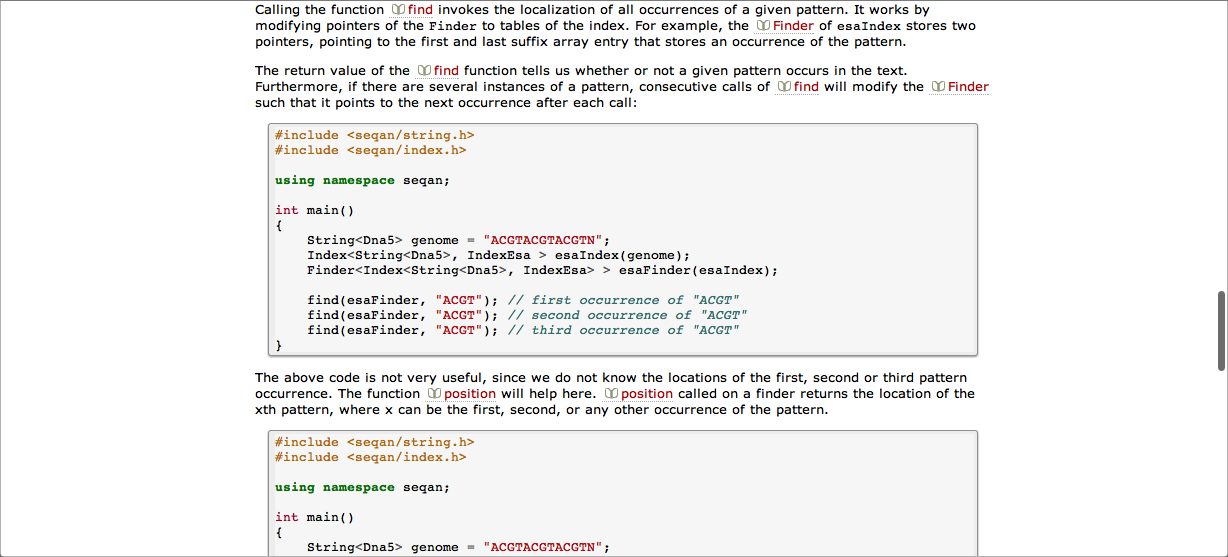 Calling the function find invokes the localization of all occurrences of a given pattern. It works by
modifying pointers of the Finder to tables of the index. For example, the Finder of esaIndex stores two
pointers, pointing to the first and last suffix array entry that stores an occurrence of the pattern.
The return value of the find function tells us whether or not a given pattern occurs in the text.
Furthermore, if there are several instances of a pattern, consecutive calls of find will modify the Finder
such that it points to the next occurrence after each call:
#include <seqan/string.h>
#include <seqan/index.h>
using namespace seqan;
int main()
{
    String<Dna5> genome = "ACGTACGTACGTN";
    Index<String<Dna5>, IndexEsa > esaIndex(genome);
    Finder<Index<String<Dna5>, IndexEsa> > esaFinder(esaIndex);
    find(esaFinder, "ACGT"); // first occurrence of "ACGT"
    find(esaFinder, "ACGT"); // second occurrence of "ACGT"
    find(esaFinder, "ACGT"); // third occurrence of "ACGT"
}
The above code is not very useful, since we do not know the locations of the first, second or third pattern
occurrence. The function position will help here. position called on a finder returns the location of the
xth pattern, where x can be the first, second, or any other occurrence of the pattern.
#include <seqan/string.h>
#include <seqan/index.h>
using namespace seqan;
int main()
{
    String<Dna5> genome = "ACGTACGTACGTN";